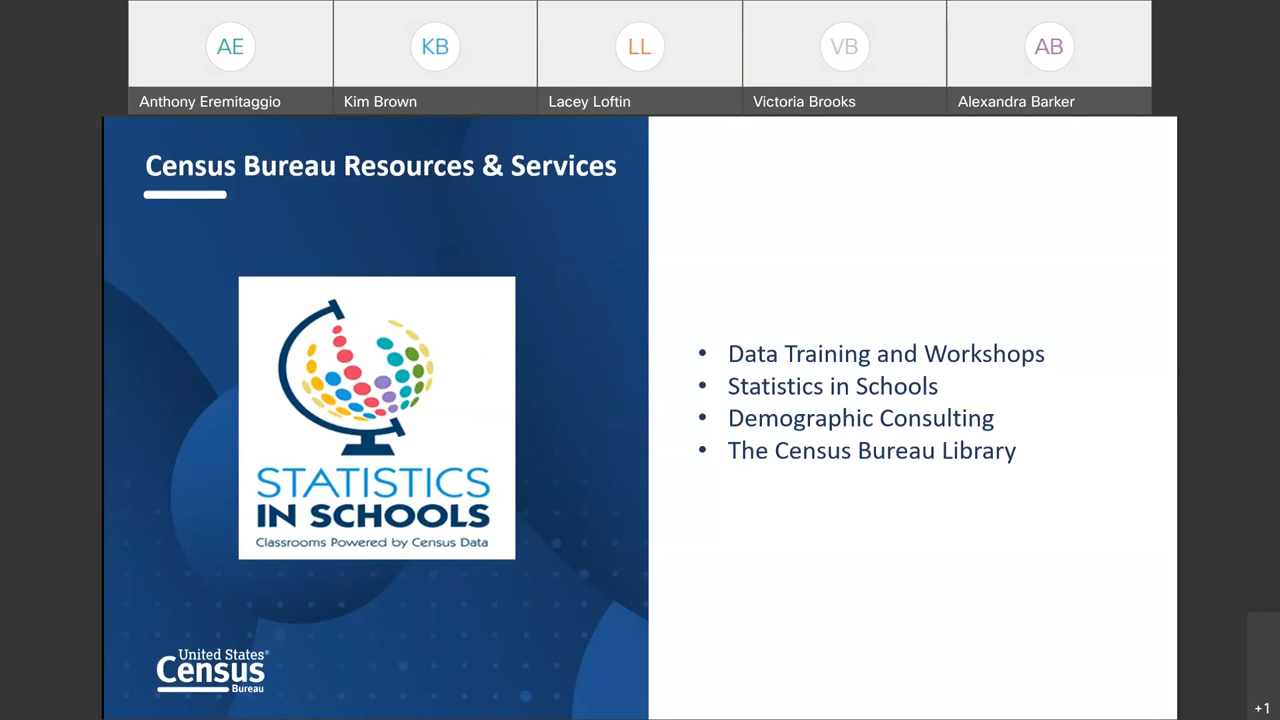 AE
KB
LL
VB
AB
Anthony Eremitaggio
Kim Brown
Lacey Loftin
Victoria Brooks
Alexandra Barker
Census Bureau Resources & Services
STATISTICS
IN SCHOOLS
Classrooms Powered by Census Data
United States®
Census
Bureau
• Data Training and Workshops
• Statistics in Schools
• Demographic Consulting
• The Census Bureau Library
+1